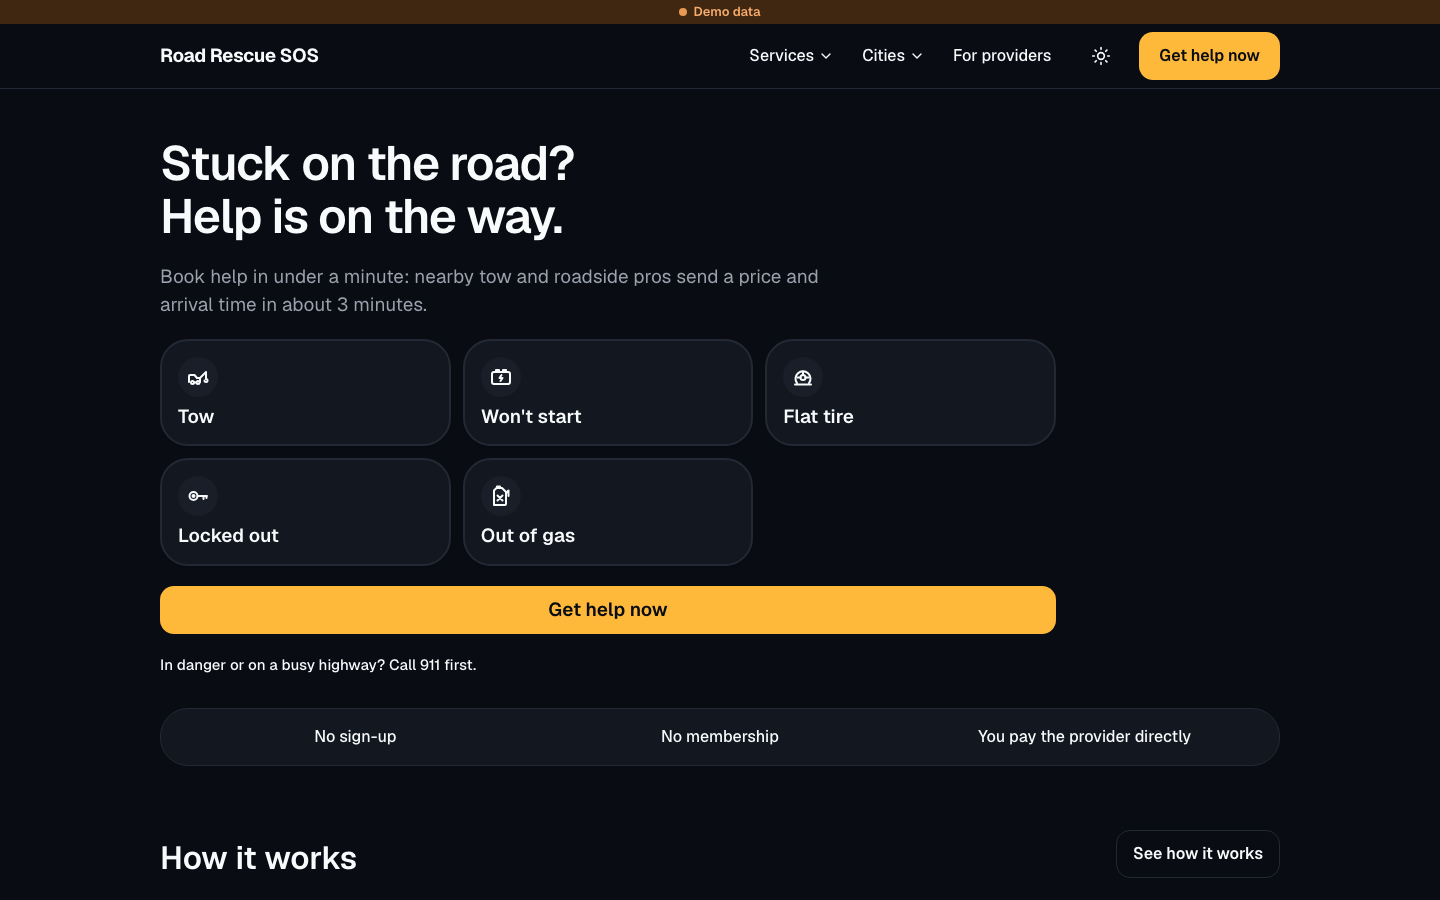 Demo data
Road Rescue SOS
Services
Cities
For providers
Get help now
Stuck on the road?
Help is on the way.
Book help in under a minute: nearby tow and roadside pros send a price and
arrival time in about 3 minutes.
Tow
Won't start
Flat tire
Locked out
Out of gas
Get help now
In danger or on a busy highway? Call 911 first.
No sign-up
No membership
You pay the provider directly
How it works
See how it works